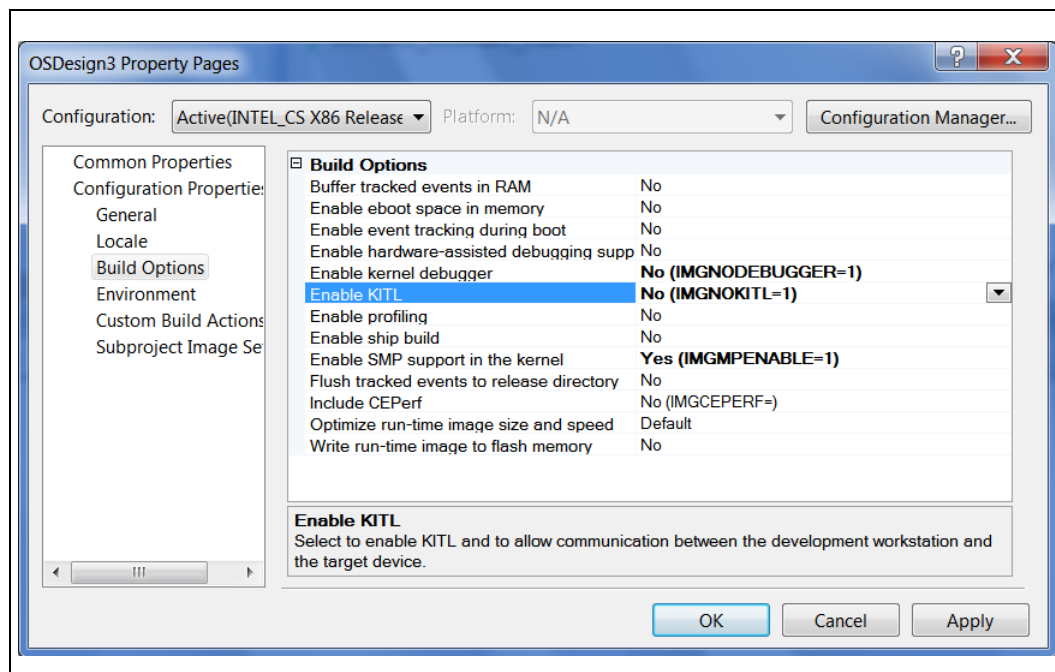 OSDesign3 Property Pages
Configuration: Active(INTEL_CS X86 Release Platform: N/A Configuration Manager...
Common Properties
Configuration Properties
General
Locale
Build Options
Environment
Custom Build Actions
Subproject Image Se
Build Options
Buffer tracked events in RAM No
Enable eboot space in memory No
Enable event tracking during boot No
Enable hardware-assisted debugging supp No
Enable kernel debugger No (IMGNODEBUGGER=1)
Enable KITL No (IMGNOKITL=1)
Enable profiling No
Enable ship build No
Enable SMP support in the kernel Yes (IMGMPENABLE=1)
Flush tracked events to release directory No
Include CEPerf No (IMGCEPERF=)
Optimize run-time image size and speed Default
Write run-time image to flash memory No
Enable KITL
Select to enable KITL and to allow communication between the development workstation and
the target device.
OK Cancel Apply